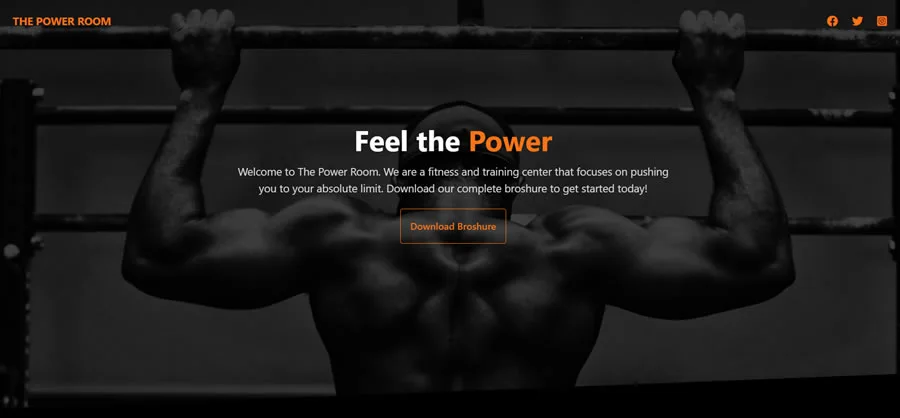 THE POWER ROOM
Feel the Power
Welcome to The Power Room. We are a fitness and training center that focuses on pushing
you to your absolute limit. Download our complete broshure to get started today!
Download Broshure